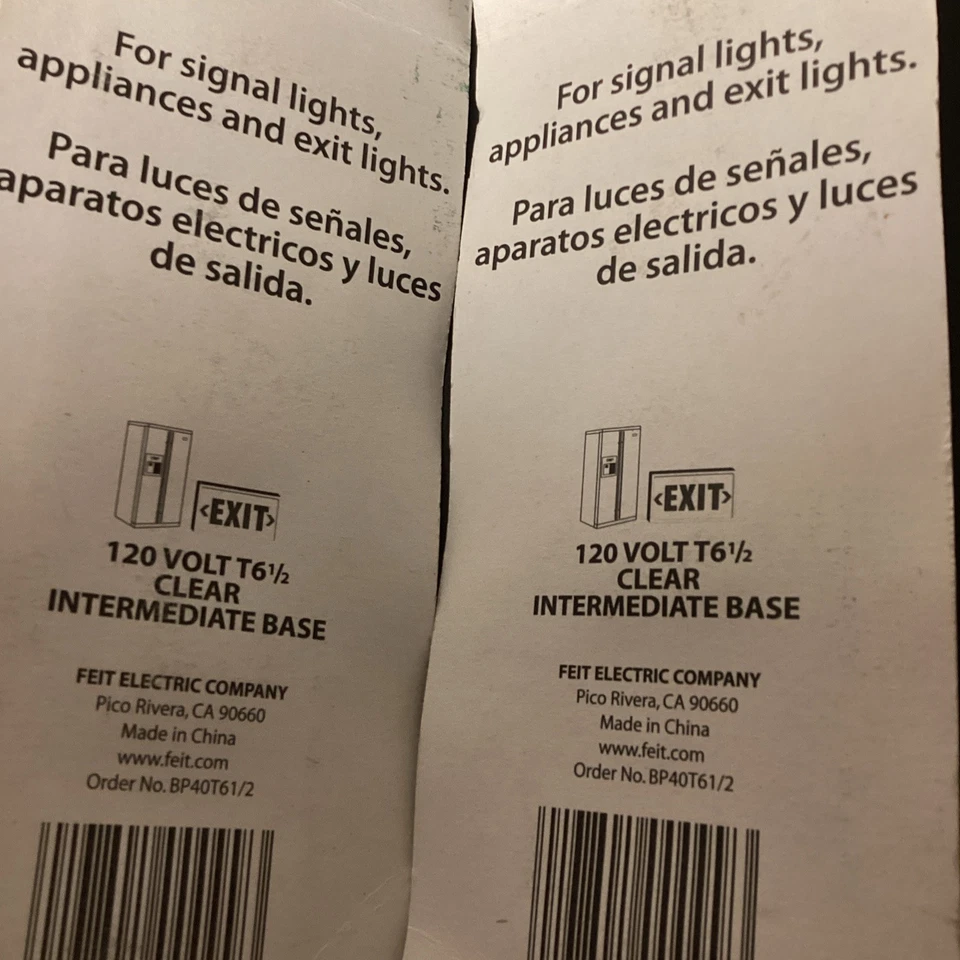 For signal lights,
appliances and exit lights.
Para luces de señales,
aparatos electricos y luces
de salida.
<EXIT>
120 VOLT T6½
CLEAR
INTERMEDIATE BASE
FEIT ELECTRIC COMPANY
Pico Rivera, CA 90660
Made in China
www.feit.com
Order No. BP40T61/2
For signal lights,
appliances and exit lights.
Para luces de señales,
aparatos electricos y luces
de salida.
<EXIT>
120 VOLT T6½
CLEAR
INTERMEDIATE BASE
FEIT ELECTRIC COMPANY
Pico Rivera, CA 90660
Made in China
www.feit.com
Order No. BP40T61/2